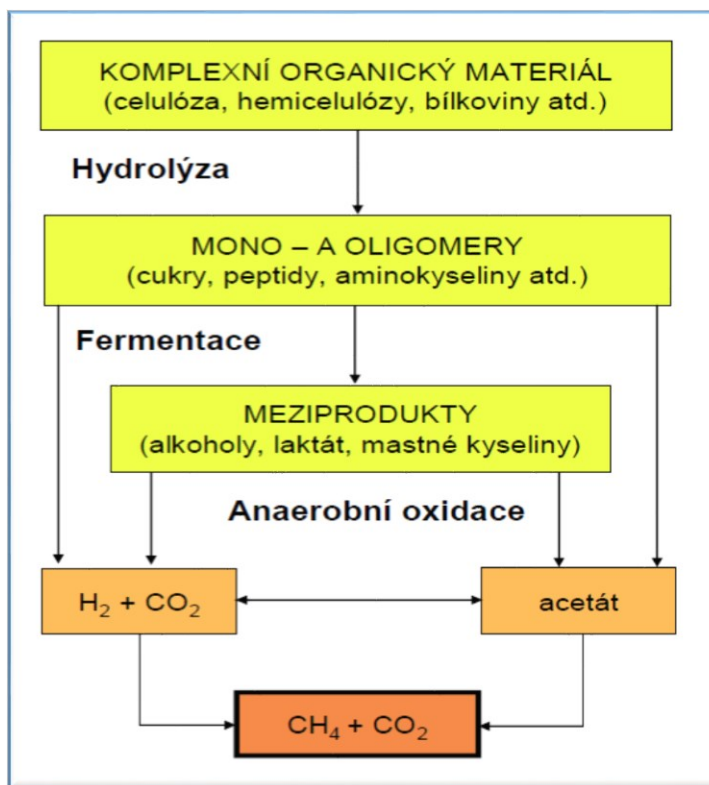 KOMPLEXNÍ ORGANICKÝ MATERIÁL
(celulóza, hemicelulózy, bílkoviny atd.)
Hydrolýza
MONO – A OLIGOMERY
(cukry, peptidy, aminokyseliny atd.)
Fermentace
MEZIPRODUKTY
(alkoholy, laktát, mastné kyseliny)
Anaerobní oxidace
H₂ + CO₂
acetát
CH₄ + CO₂